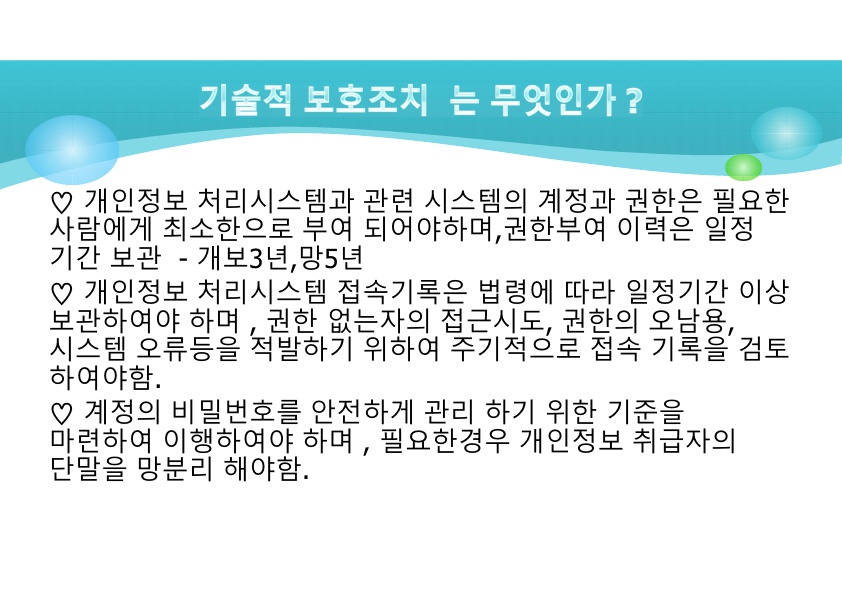 기술적 보호조치 는 무엇인가 ?
♡ 개인정보 처리시스템과 관련 시스템의 계정과 권한은 필요한
사람에게 최소한으로 부여 되어야하며,권한부여 이력은 일정
기간 보관 - 개보3년,망5년
♡ 개인정보 처리시스템 접속기록은 법령에 따라 일정기간 이상
보관하여야 하며 , 권한 없는자의 접근시도, 권한의 오남용,
시스템 오류등을 적발하기 위하여 주기적으로 접속 기록을 검토
하여야함.
♡ 계정의 비밀번호를 안전하게 관리 하기 위한 기준을
마련하여 이행하여야 하며 , 필요한경우 개인정보 취급자의
단말을 망분리 해야함.